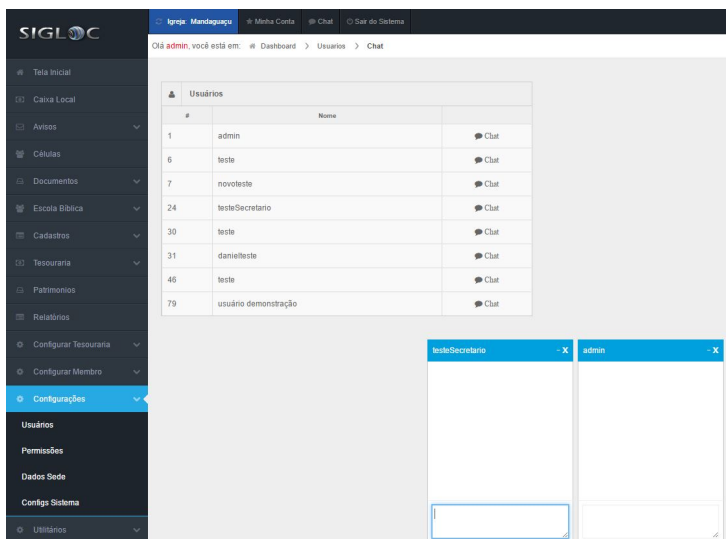 SIGLOC
Igreja: Mandaguaçu Minha Conta Chat Sair do Sistema
Olá admin, você está em: Dashboard > Usuarios > Chat
Tela Inicial
Caixa Local
Avisos
Células
Documentos
Escola Bíblica
Cadastros
Tesouraria
Patrimonios
Relatórios
Configurar Tesouraria
Configurar Membro
Configurações
Usuários
Permissões
Dados Sede
Configs Sistema
Utilitários
Usuários
# Nome
1 admin Chat
6 teste Chat
7 novoteste Chat
24 testeSecretario Chat
30 teste Chat
31 danielteste Chat
46 teste Chat
79 usuário demonstração Chat
testeSecretario - X
admin - X